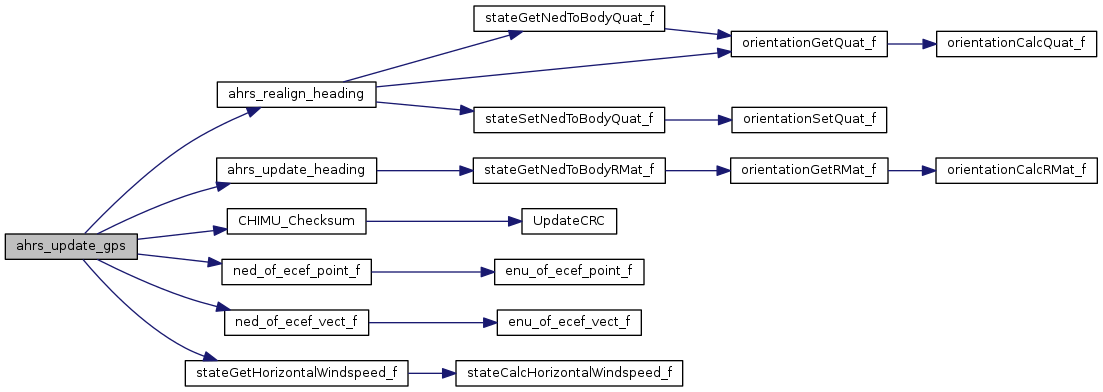 stateGetNedToBodyQuat_f
orientationGetQuat_f
orientationCalcQuat_f
ahrs_realign_heading
stateSetNedToBodyQuat_f
orientationSetQuat_f
ahrs_update_heading
stateGetNedToBodyRMat_f
orientationGetRMat_f
orientationCalcRMat_f
CHIMU_Checksum
UpdateCRC
ahrs_update_gps
ned_of_ecef_point_f
enu_of_ecef_point_f
ned_of_ecef_vect_f
enu_of_ecef_vect_f
stateGetHorizontalWindspeed_f
stateCalcHorizontalWindspeed_f